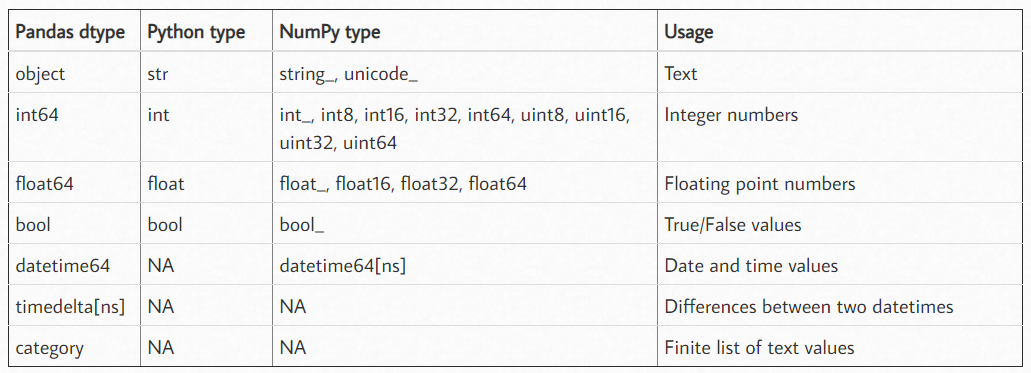 Pandas dtype Python type NumPy type Usage
object str string_, unicode_ Text
int64 int int_, int8, int16, int32, int64, uint8, uint16, Integer numbers
uint32, uint64
float64 float float_, float16, float32, float64 Floating point numbers
bool bool bool_ True/False values
datetime64 NA datetime64[ns] Date and time values
timedelta[ns] NA NA Differences between two datetimes
category NA NA Finite list of text values